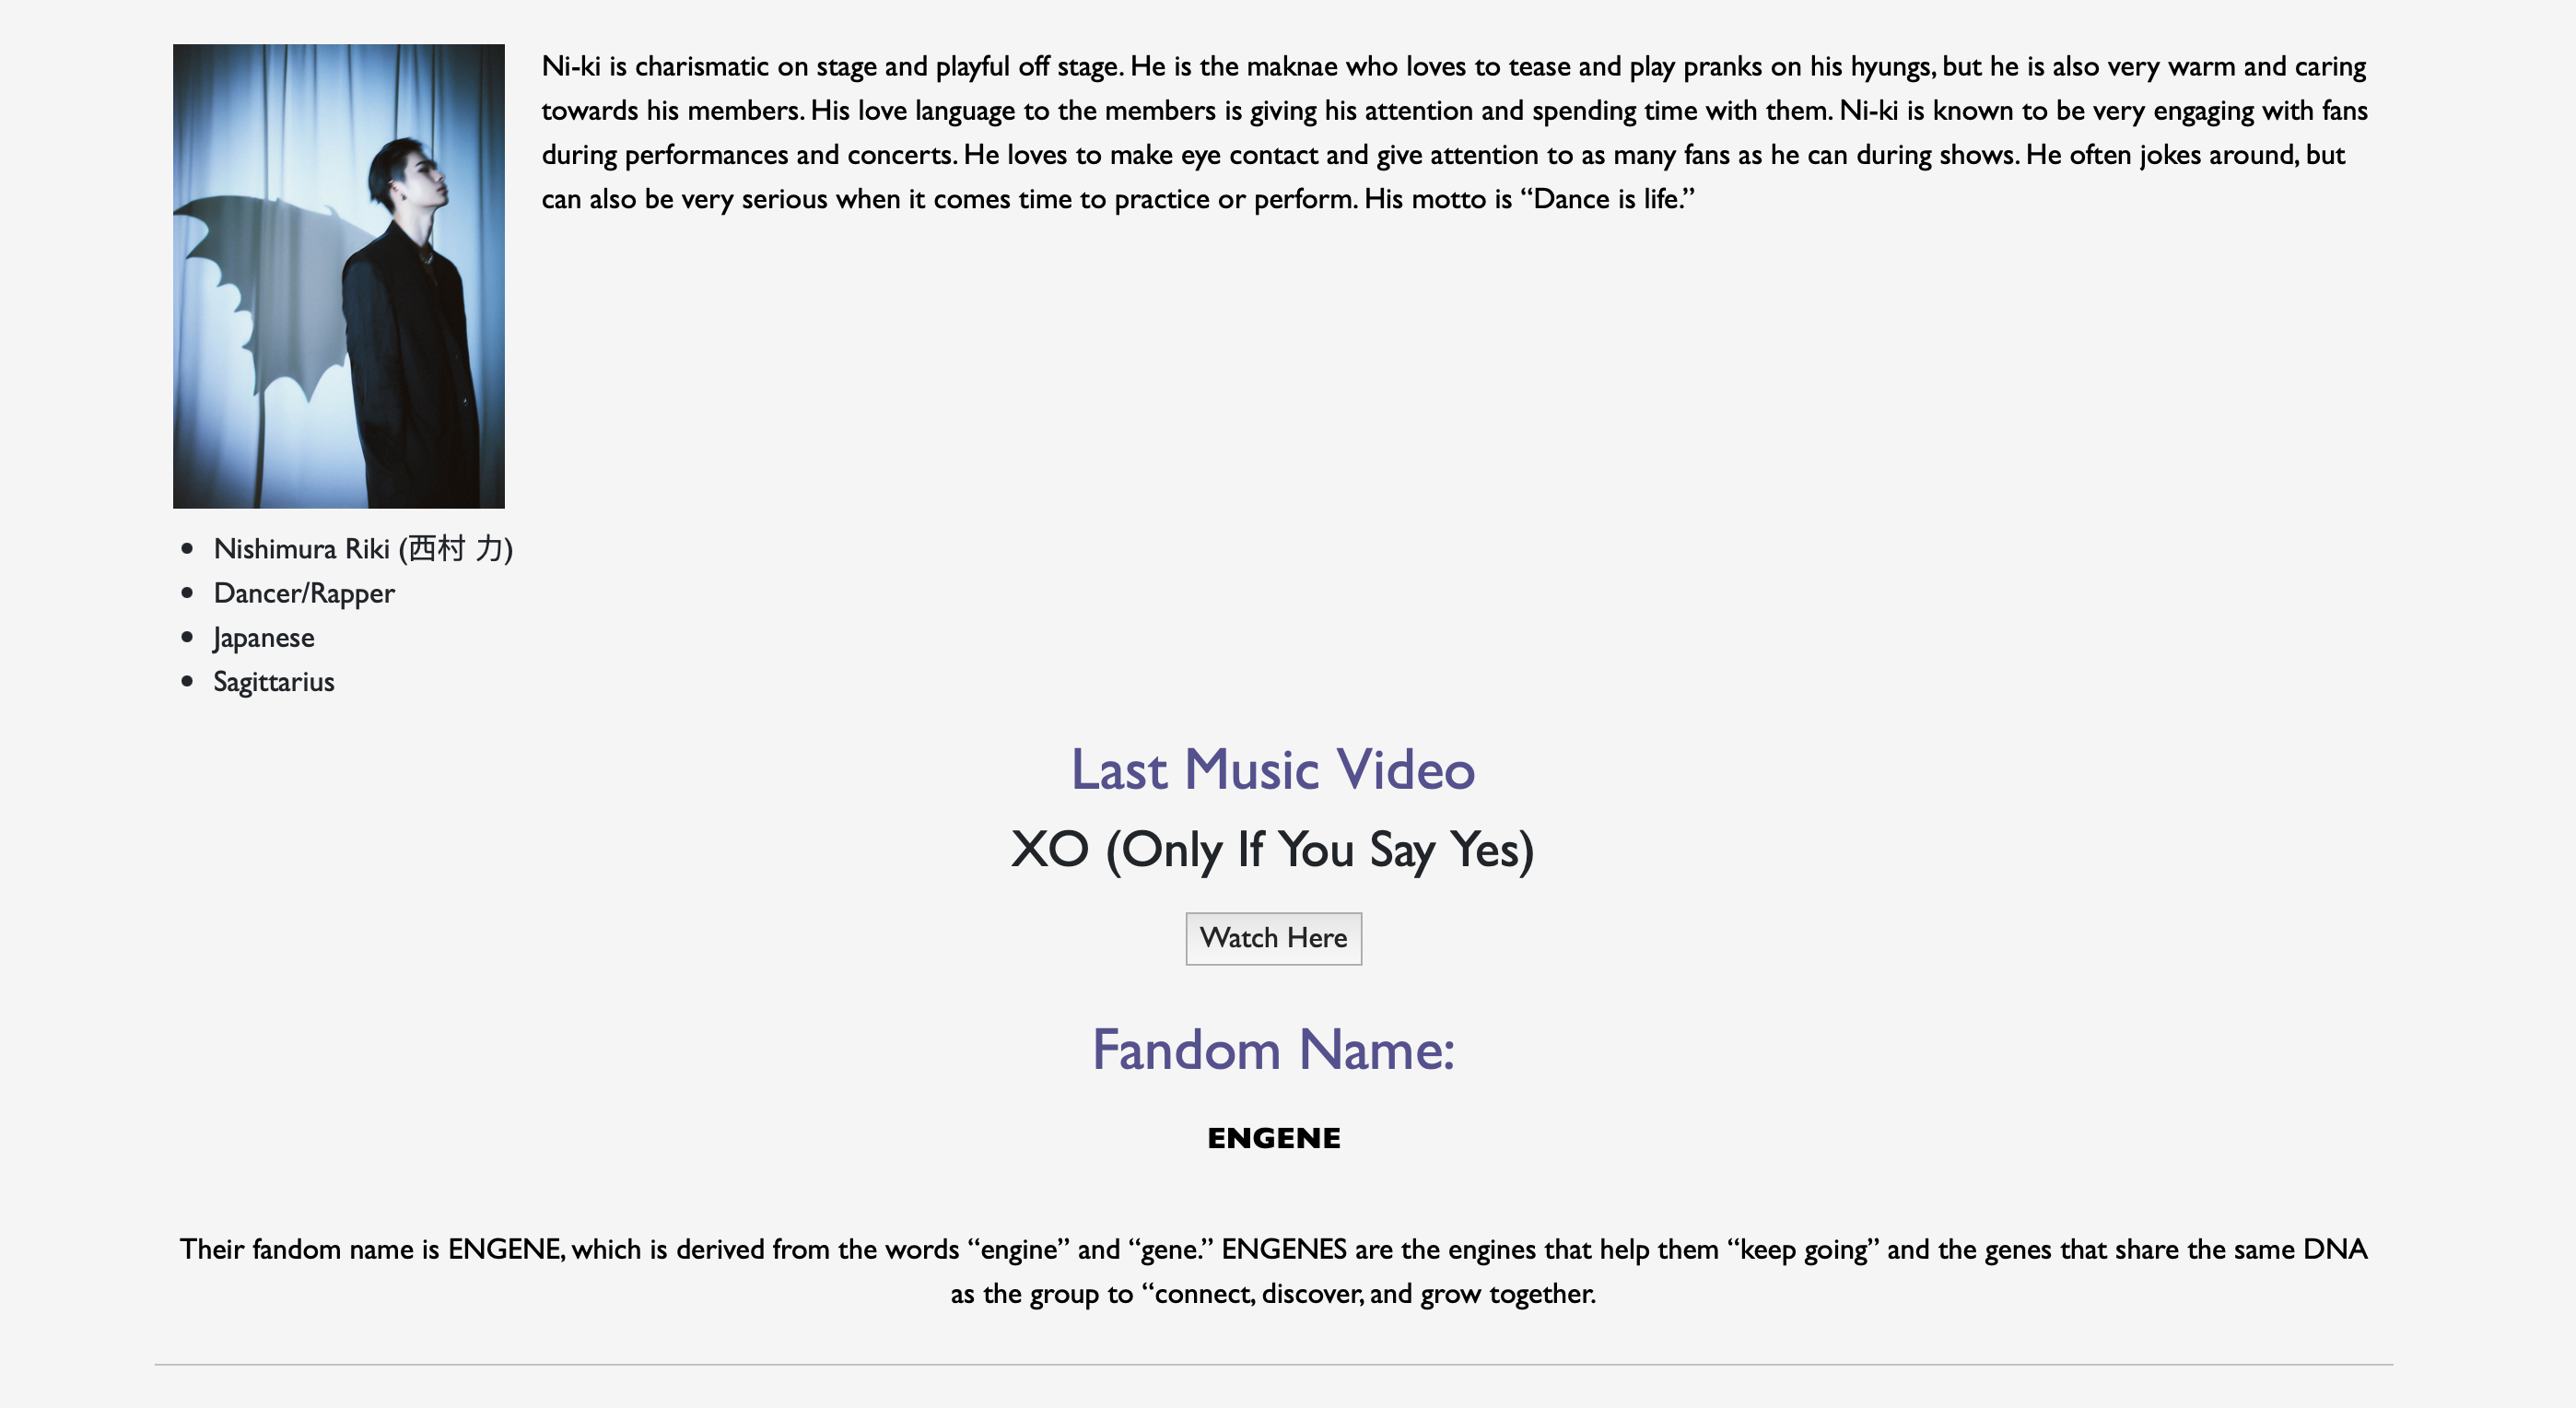 Ni-ki is charismatic on stage and playful off stage. He is the maknae who loves to tease and play pranks on his hyungs, but he is also very warm and caring
towards his members. His love language to the members is giving his attention and spending time with them. Ni-ki is known to be very engaging with fans
during performances and concerts. He loves to make eye contact and give attention to as many fans as he can during shows. He often jokes around, but
can also be very serious when it comes time to practice or perform. His motto is “Dance is life.”
• Nishimura Riki (西村 力)
• Dancer/Rapper
• Japanese
• Sagittarius
Last Music Video
XO (Only If You Say Yes)
Watch Here
Fandom Name:
ENGENE
Their fandom name is ENGENE, which is derived from the words “engine” and “gene.” ENGENES are the engines that help them “keep going” and the genes that share the same DNA
as the group to “connect, discover, and grow together.